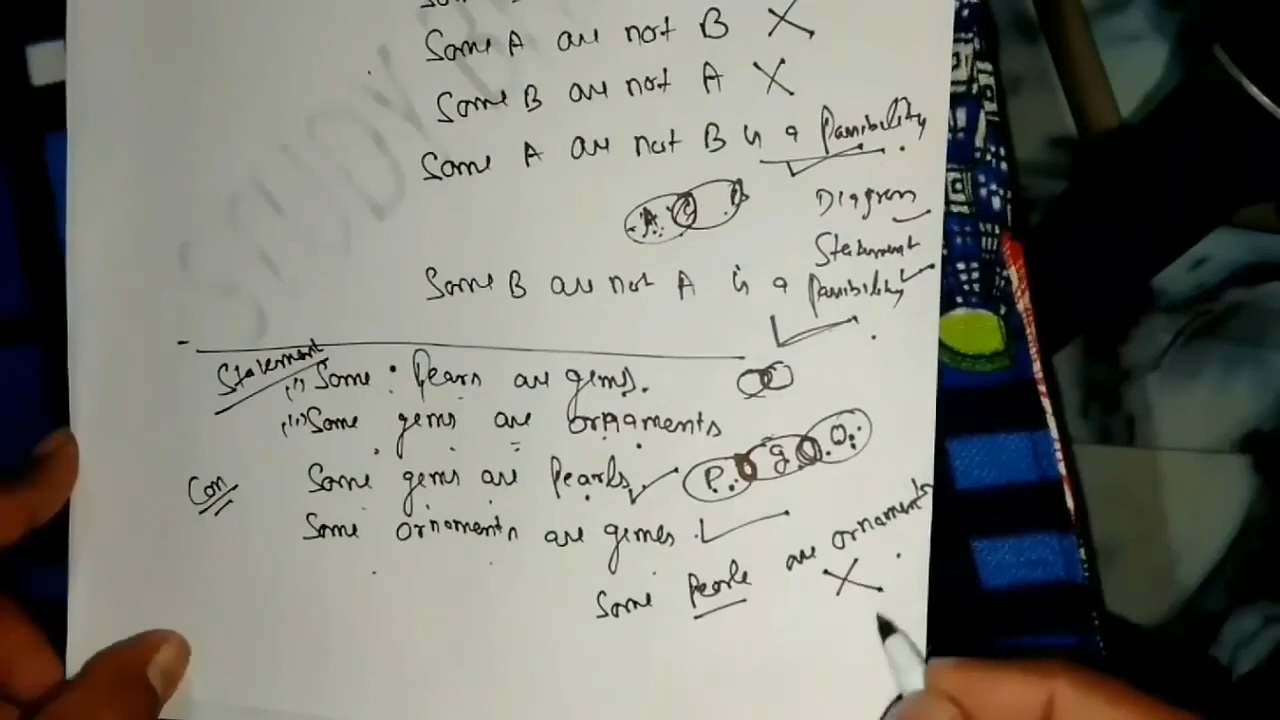 Some A are not B X
Some B are not A X
Some A are not B is a Possibility
A C B
Diagram
Statement
Some B are not A is a Possibility
Statement
(i) Some Pearls are gems.
(ii) Some gems are ornaments
P g O
Con
Some gems are Pearls
Some ornaments are gemes.
Some Pearls are ornaments
X